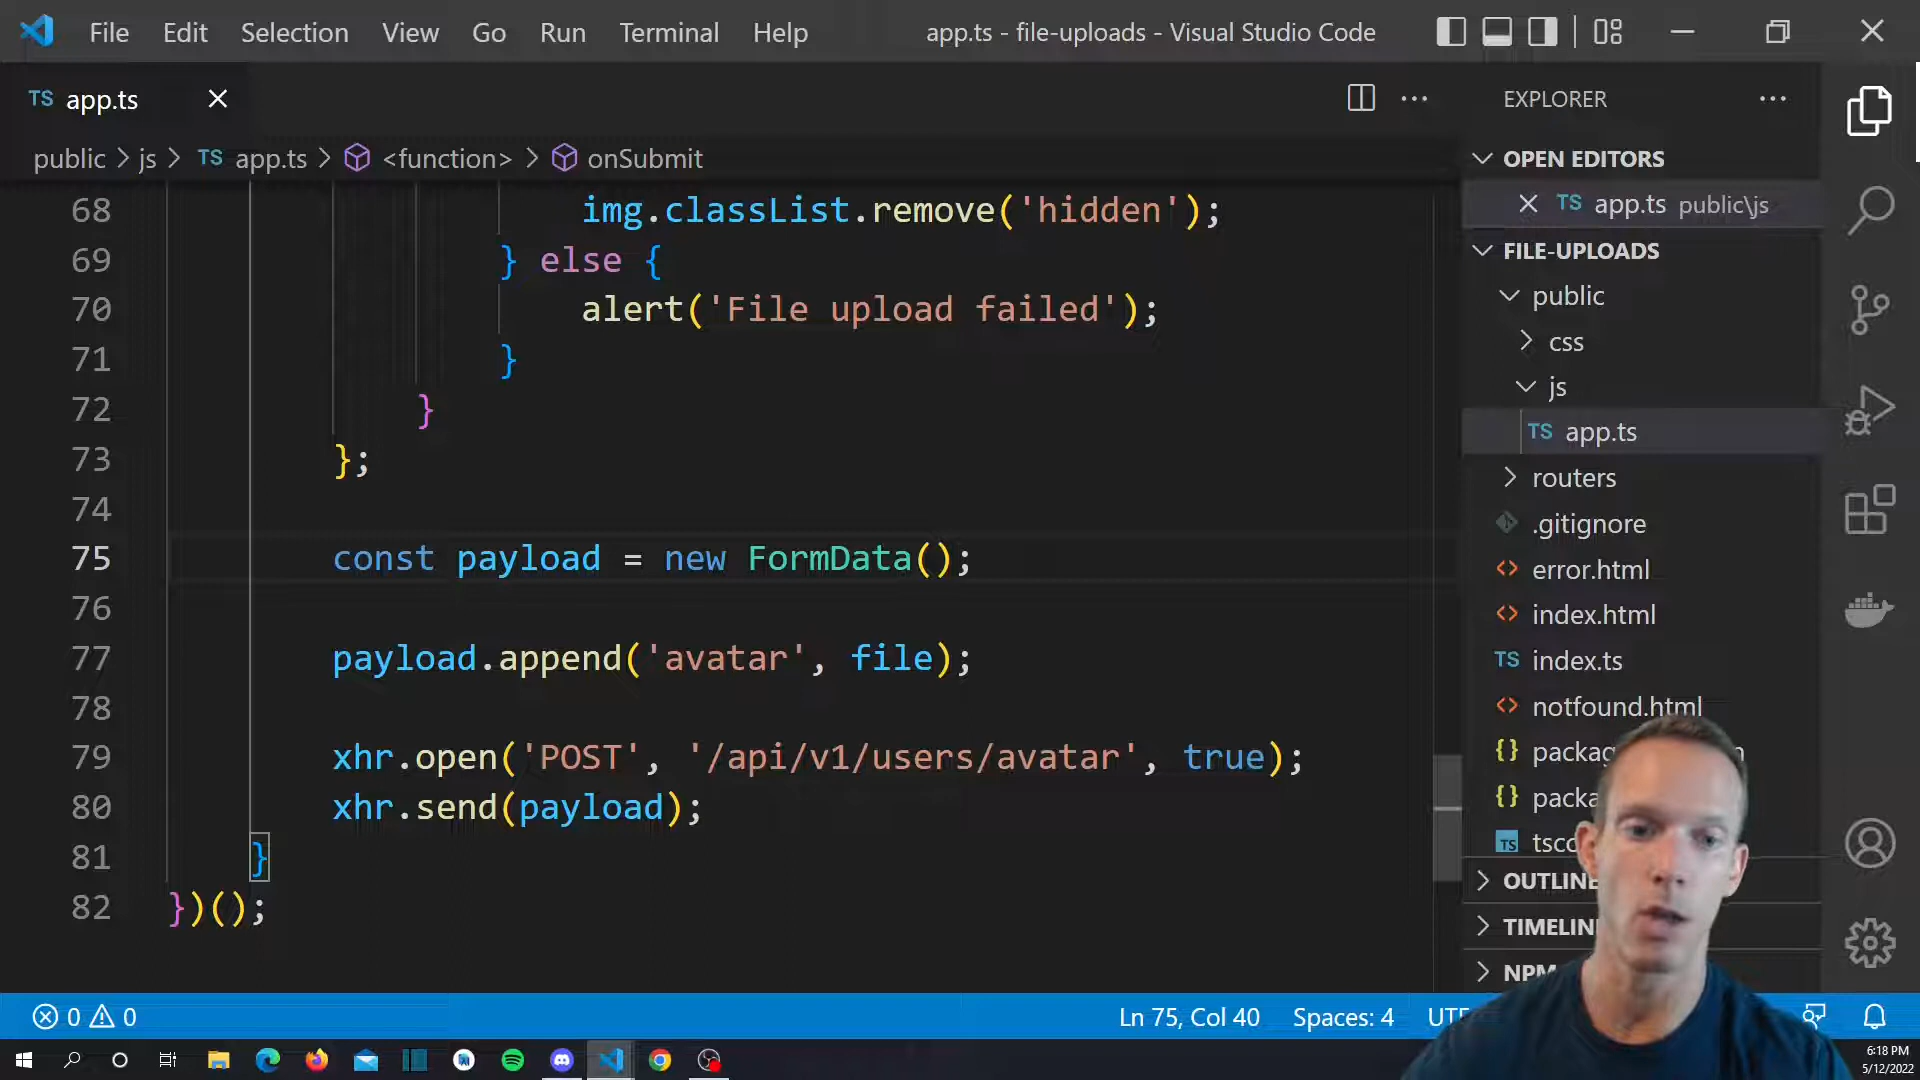 File Edit Selection View Go Run Terminal Help app.ts - file-uploads - Visual Studio Code
TS app.ts
public > js > TS app.ts > <function> > onSubmit
68 img.classList.remove('hidden');
69 } else {
70 alert('File upload failed');
71 }
72 }
73 };
74
75 const payload = new FormData();
76
77 payload.append('avatar', file);
78
79 xhr.open('POST', '/api/v1/users/avatar', true);
80 xhr.send(payload);
81 }
82 })();
EXPLORER
OPEN EDITORS
TS app.ts public\js
FILE-UPLOADS
public
css
js
TS app.ts
routers
.gitignore
error.html
index.html
TS index.ts
notfound.html
OUTLINE
NPM
0 0
Ln 75, Col 40 Spaces: 4
6:18 PM
5/12/2022